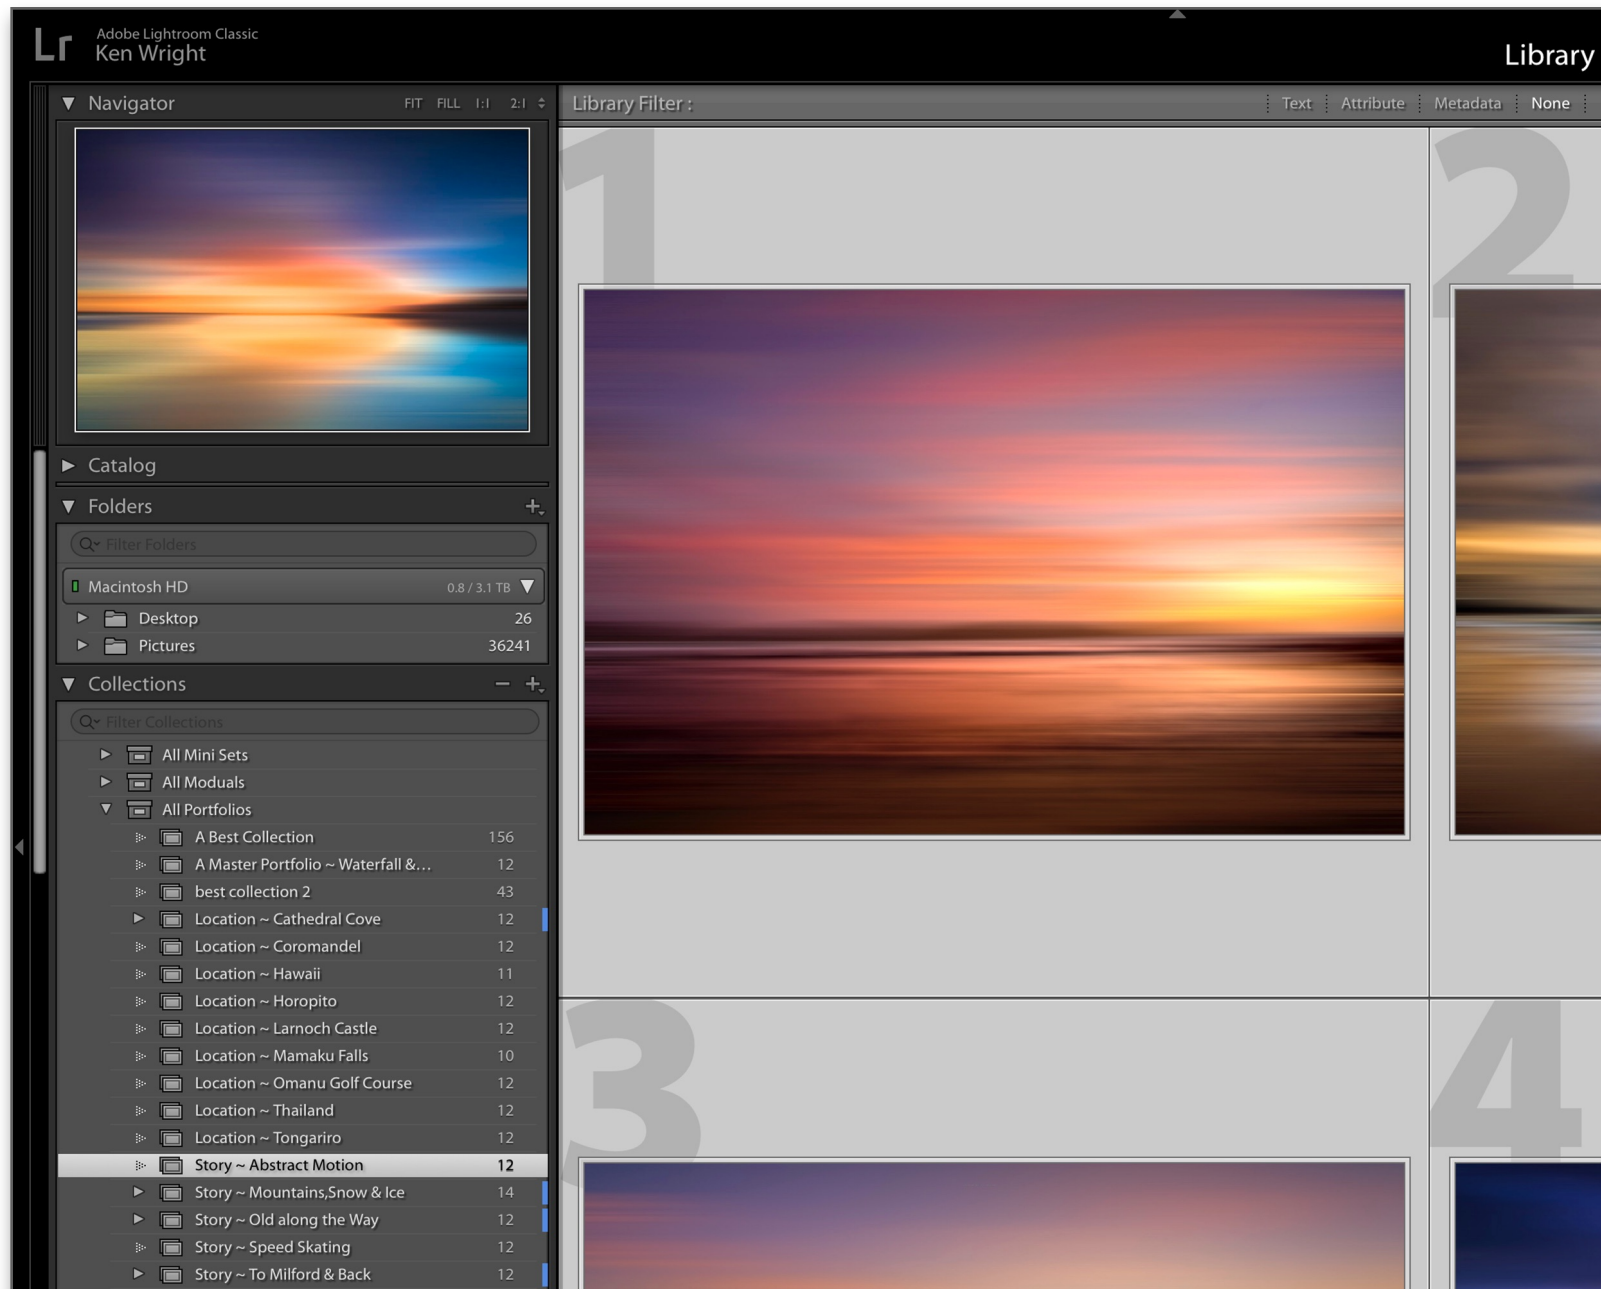 Lr
Adobe Lightroom Classic
Ken Wright
Library
Navigator FIT FILL 1:1 2:1
Library Filter : Text Attribute Metadata None
1
2
Catalog
Folders
Filter Folders
Macintosh HD 0.8 / 3.1 TB
Desktop 26
Pictures 36241
Collections
Filter Collections
All Mini Sets
All Moduals
All Portfolios
A Best Collection 156
A Master Portfolio ~ Waterfall &... 12
best collection 2 43
Location ~ Cathedral Cove 12
Location ~ Coromandel 12
Location ~ Hawaii 11
Location ~ Horopito 12
3
4
Location ~ Larnoch Castle 12
Location ~ Mamaku Falls 10
Location ~ Omanu Golf Course 12
Location ~ Thailand 12
Location ~ Tongariro 12
Story ~ Abstract Motion 12
Story ~ Mountains,Snow & Ice 14
Story ~ Old along the Way 12
Story ~ Speed Skating 12
Story ~ To Milford & Back 12